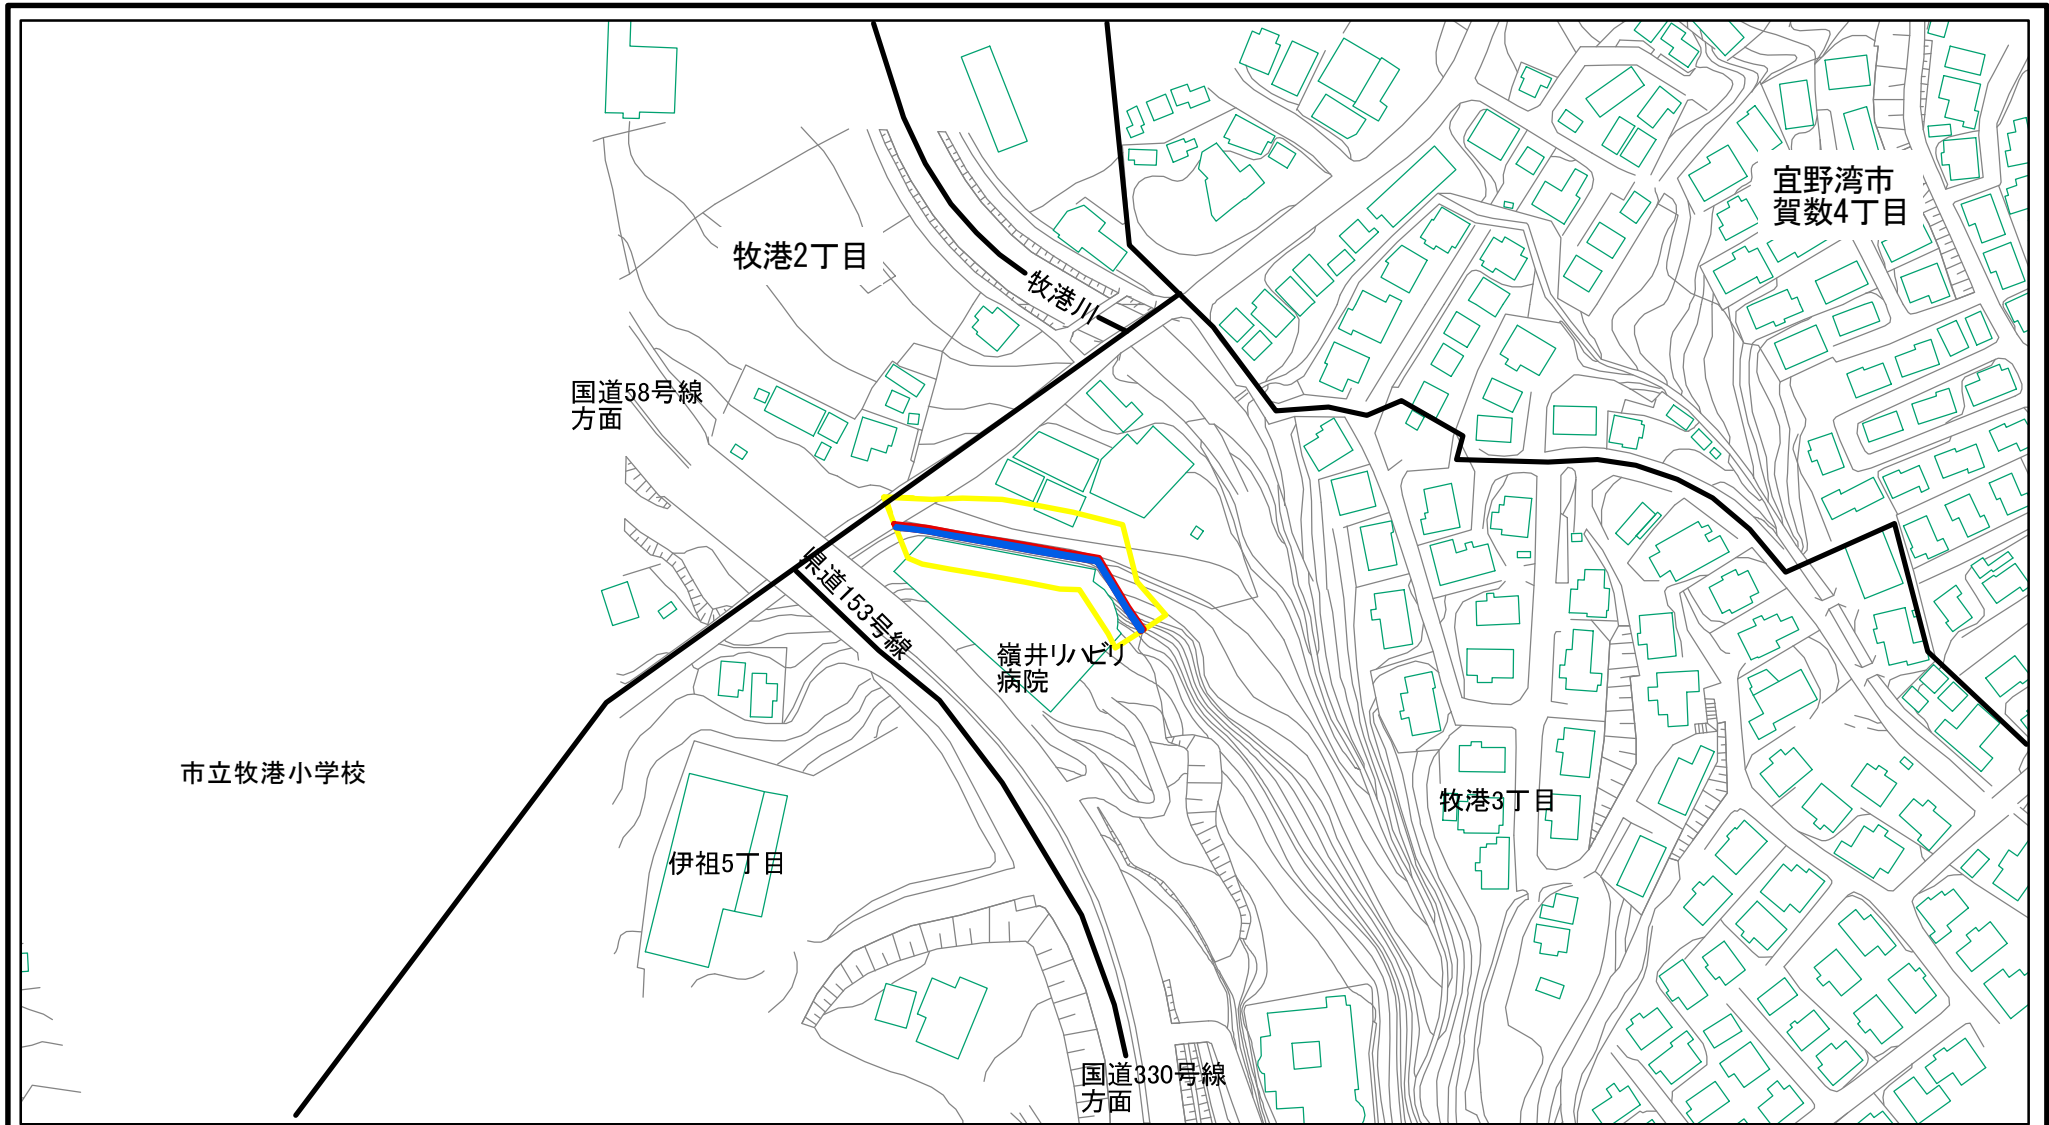 宜野湾市
賀数4丁目
牧港2丁目
牧港川
国道58号線
方面
県道153号線
嶺井リハビリ
病院
市立牧港小学校
牧港3丁目
伊祖5丁目
国道330号線
方面